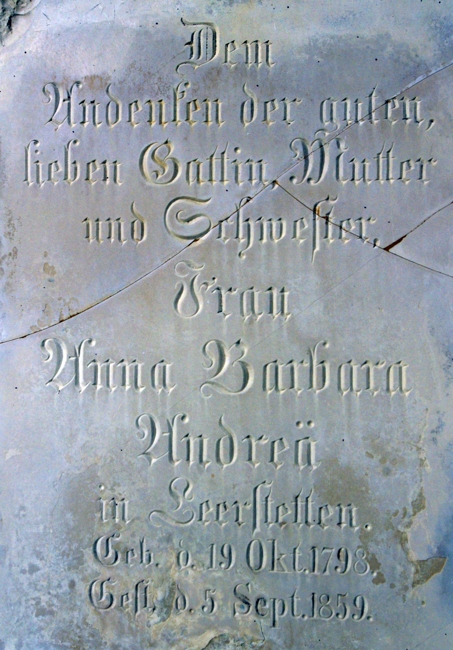 Dem
Andenken der guten,
lieben Gattin, Mutter
und Schwester,
Frau
Anna Barbara
Andreä
in Leerstetten.
Geb. d. 19 Okt. 1798.
Gest. d. 5 Sept. 1859.